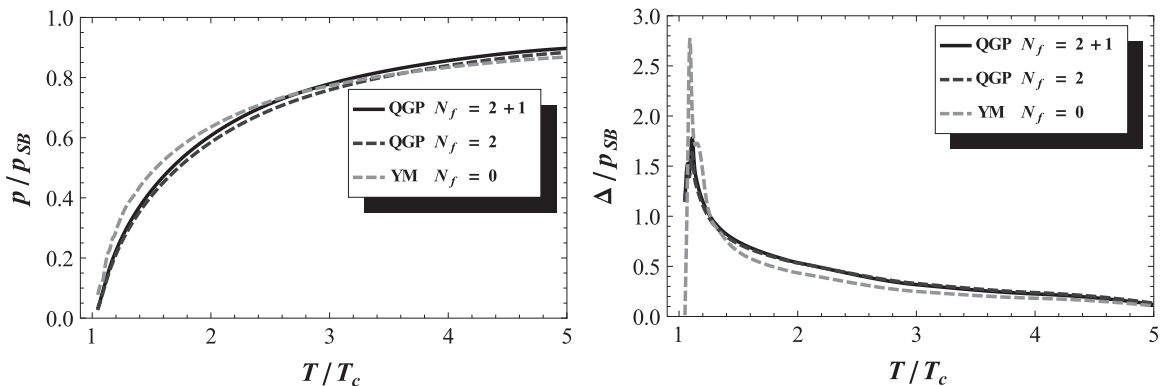 1.0
0.8
0.6
0.4
0.2
0.0
p / p_SB
QGP N_f = 2 + 1
QGP N_f = 2
YM N_f = 0
1 2 3 4 5
T / T_c
3.0
2.5
2.0
1.5
1.0
0.5
0.0
Δ / p_SB
QGP N_f = 2 + 1
QGP N_f = 2
YM N_f = 0
1 2 3 4 5
T / T_c